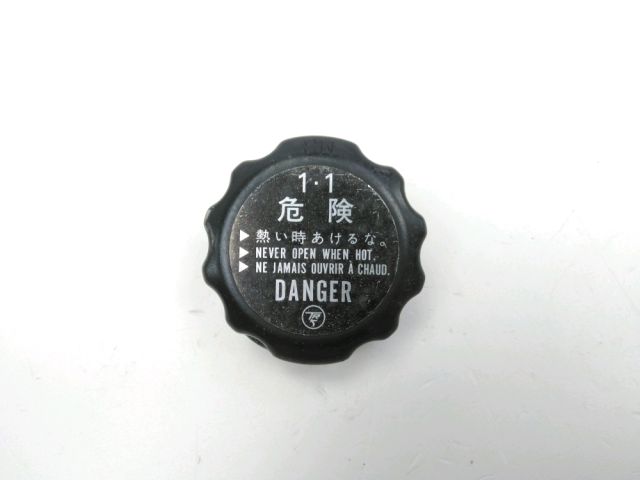 1·1
危険
▶ 熱い時あけるな。
▶ NEVER OPEN WHEN HOT.
▶ NE JAMAIS OUVRIR À CHAUD.
DANGER